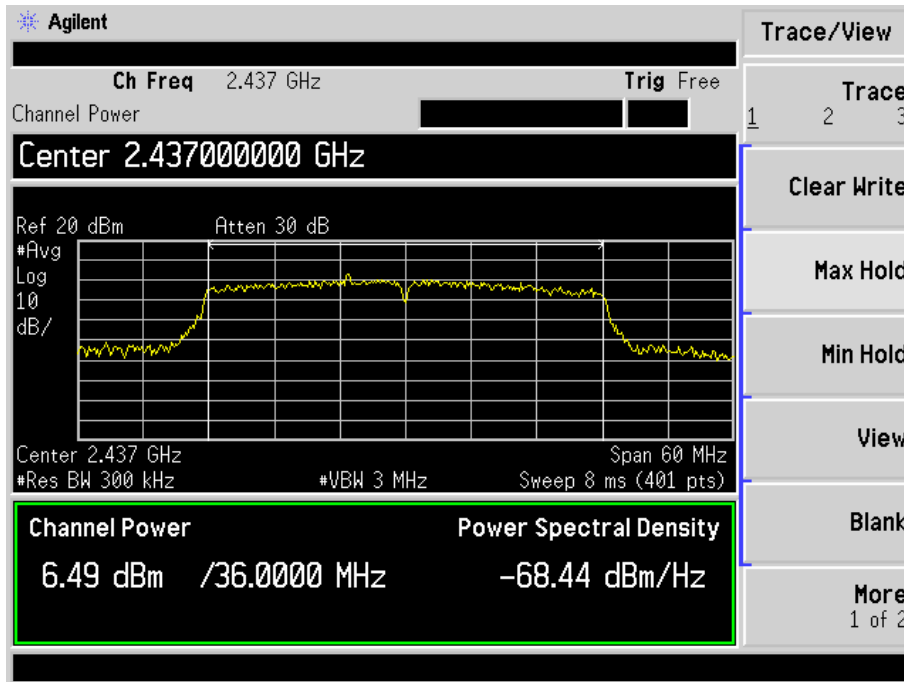 Agilent
Trace/View
Ch Freq 2.437 GHz Trig Free
Channel Power
Center 2.437000000 GHz
Ref 20 dBm Atten 30 dB
#Avg
Log
10
dB/
Center 2.437 GHz Span 60 MHz
#Res BW 300 kHz #VBW 3 MHz Sweep 8 ms (401 pts)
Channel Power Power Spectral Density
6.49 dBm /36.0000 MHz -68.44 dBm/Hz
Trace
1 2 3
Clear Write
Max Hold
Min Hold
View
Blank
More
1 of 2